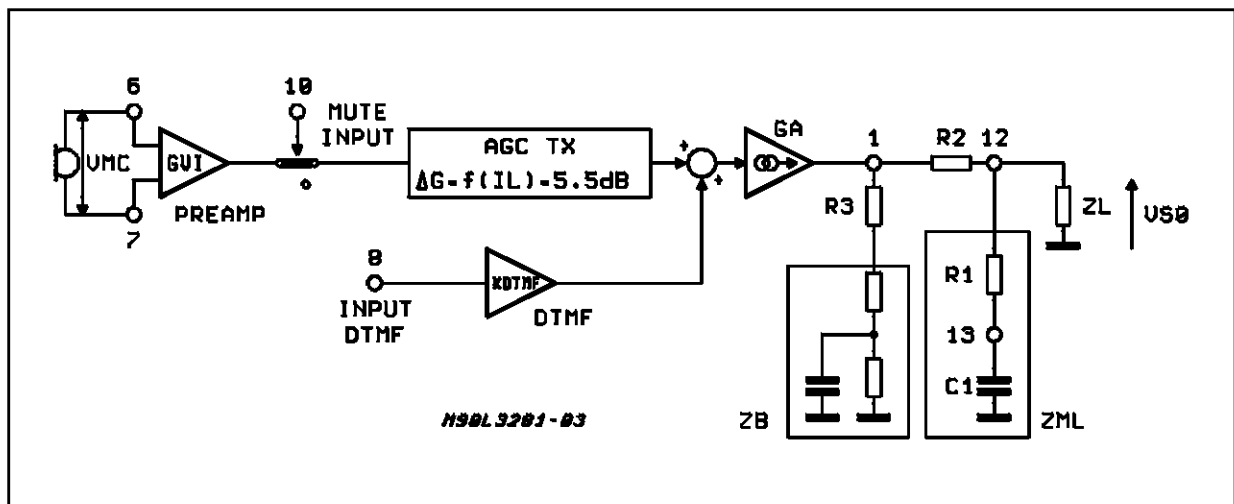 6
10
MUTE
INPUT
VMC
GVI
PREAMP
7
AGC TX
ΔG=f(IL)=5.5dB
+
+
GA
1
R2
12
R3
ZL
VS0
8
INPUT
DTMF
KDTMF
DTMF
R1
13
C1
ZB
ZML
M90L3201-03